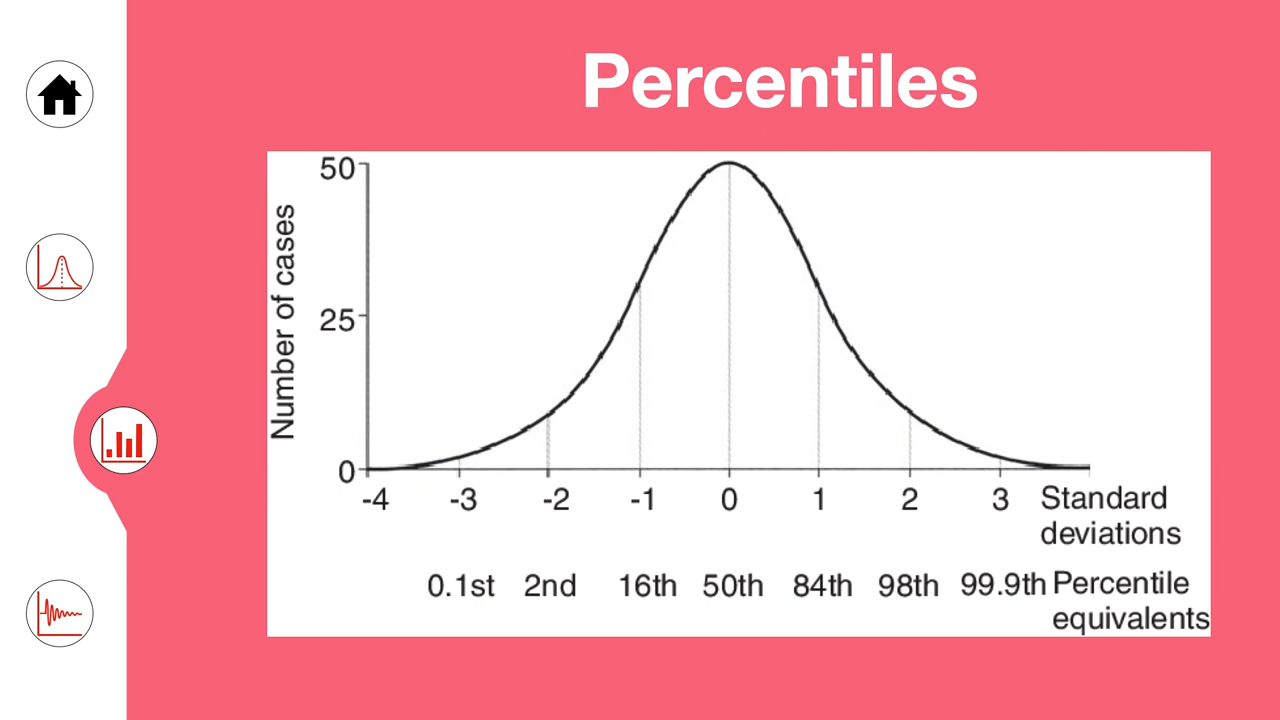 Percentiles
Number of cases
50
25
0
-4 -3 -2 -1 0 1 2 3 Standard
deviations
0.1st 2nd 16th 50th 84th 98th 99.9th Percentile
equivalents